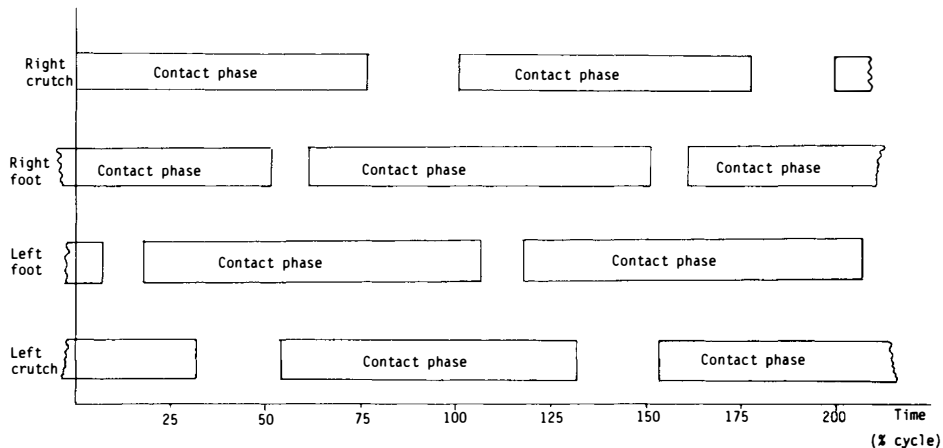 Right
crutch
Contact phase
Contact phase
Right
foot
Contact phase
Contact phase
Contact phase
Left
foot
Contact phase
Contact phase
Left
crutch
Contact phase
Contact phase
25 50 75 100 125 150 175 200 Time
(% cycle)